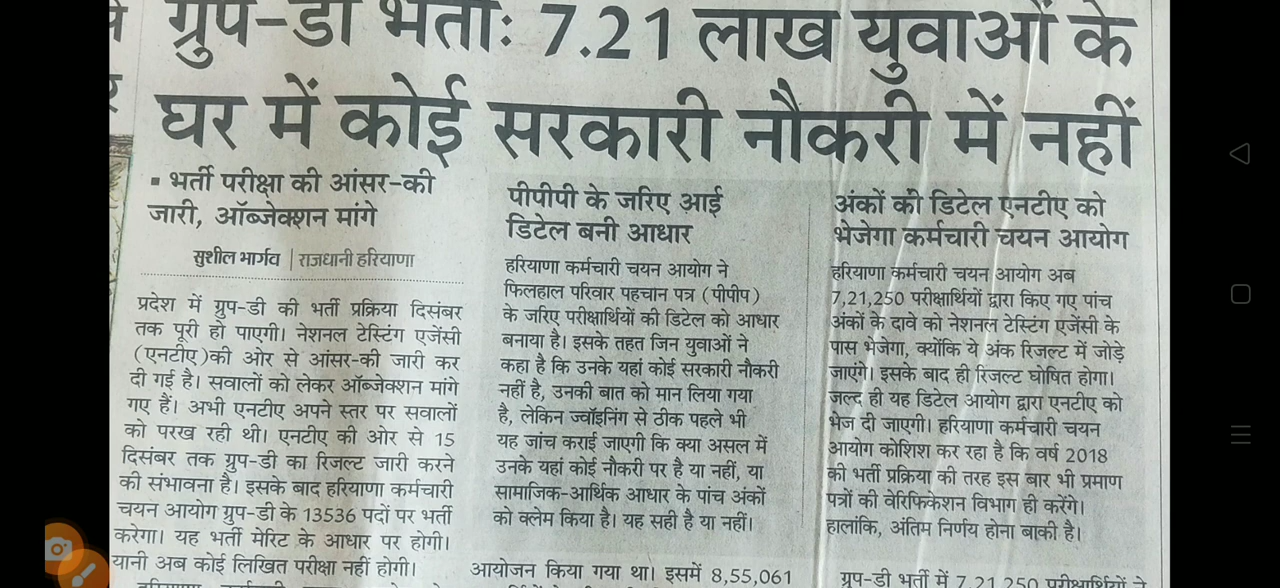 ग्रुप-डी भर्ती: 7.21 लाख युवाओं के
घर में कोई सरकारी नौकरी में नहीं
▪ भर्ती परीक्षा की आंसर-की
जारी, ऑब्जेक्शन मांगे
सुशील भार्गव | राजधानी हरियाणा
प्रदेश में ग्रुप-डी की भर्ती प्रक्रिया दिसंबर
तक पूरी हो पाएगी। नेशनल टेस्टिंग एजेंसी
(एनटीए)की ओर से आंसर-की जारी कर
दी गई है। सवालों को लेकर ऑब्जेक्शन मांगे
गए हैं। अभी एनटीए अपने स्तर पर सवालों
को परख रही थी। एनटीए की ओर से 15
दिसंबर तक ग्रुप-डी का रिजल्ट जारी करने
की संभावना है। इसके बाद हरियाणा कर्मचारी
चयन आयोग ग्रुप-डी के 13536 पदों पर भर्ती
करेगा। यह भर्ती मेरिट के आधार पर होगी।
यानी अब कोई लिखित परीक्षा नहीं होगी।
पीपीपी के जरिए आई
डिटेल बनी आधार
हरियाणा कर्मचारी चयन आयोग ने
फिलहाल परिवार पहचान पत्र (पीपीप)
के जरिए परीक्षार्थियों की डिटेल को आधार
बनाया है। इसके तहत जिन युवाओं ने
कहा है कि उनके यहां कोई सरकारी नौकरी
नहीं है, उनकी बात को मान लिया गया
है, लेकिन ज्वॉइनिंग से ठीक पहले भी
यह जांच कराई जाएगी कि क्या असल में
उनके यहां कोई नौकरी पर है या नहीं, या
सामाजिक-आर्थिक आधार के पांच अंकों
को क्लेम किया है। यह सही है या नहीं।
आयोजन किया गया था। इसमें 8,55,061
अंकों की डिटेल एनटीए को
भेजेगा कर्मचारी चयन आयोग
हरियाणा कर्मचारी चयन आयोग अब
7,21,250 परीक्षार्थियों द्वारा किए गए पांच
अंकों के दावे को नेशनल टेस्टिंग एजेंसी के
पास भेजेगा, क्योंकि ये अंक रिजल्ट में जोड़े
जाएंगे। इसके बाद ही रिजल्ट घोषित होगा।
जल्द ही यह डिटेल आयोग द्वारा एनटीए को
भेज दी जाएगी। हरियाणा कर्मचारी चयन
आयोग कोशिश कर रहा है कि वर्ष 2018
की भर्ती प्रक्रिया की तरह इस बार भी प्रमाण
पत्रों की वेरिफिकेशन विभाग ही करेंगे।
हालांकि, अंतिम निर्णय होना बाकी है।
ग्रुप-डी भर्ती में 7,21,250 परीक्षार्थियों ने